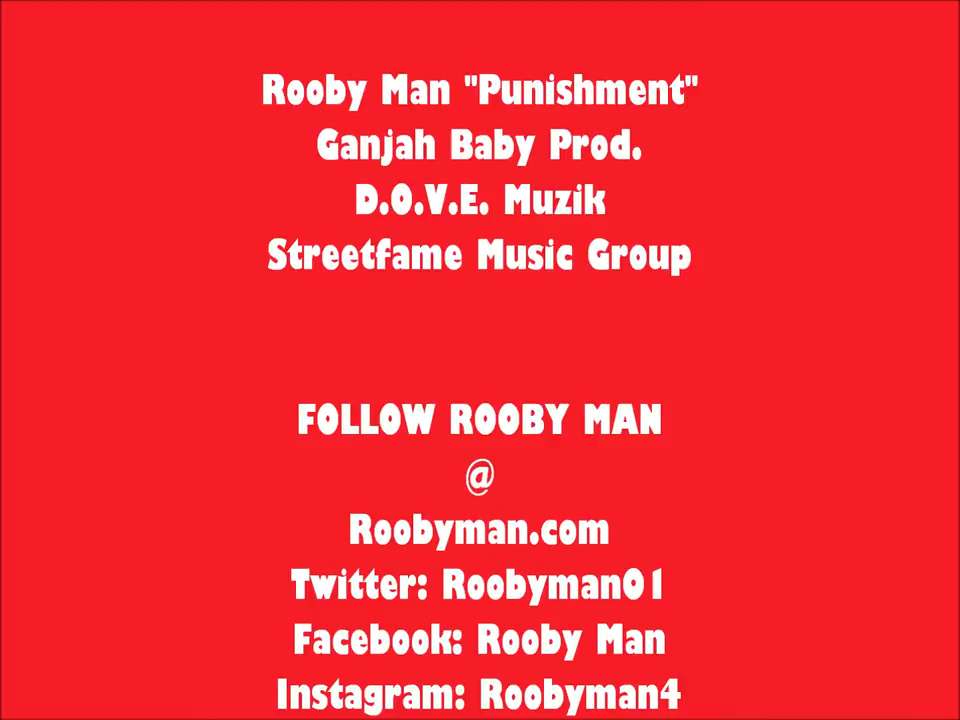 Rooby Man "Punishment"
Ganjah Baby Prod.
D.O.V.E. Muzik
Streetfame Music Group
FOLLOW ROOBY MAN
@
Roobyman.com
Twitter: Roobyman01
Facebook: Rooby Man
Instagram: Roobyman4